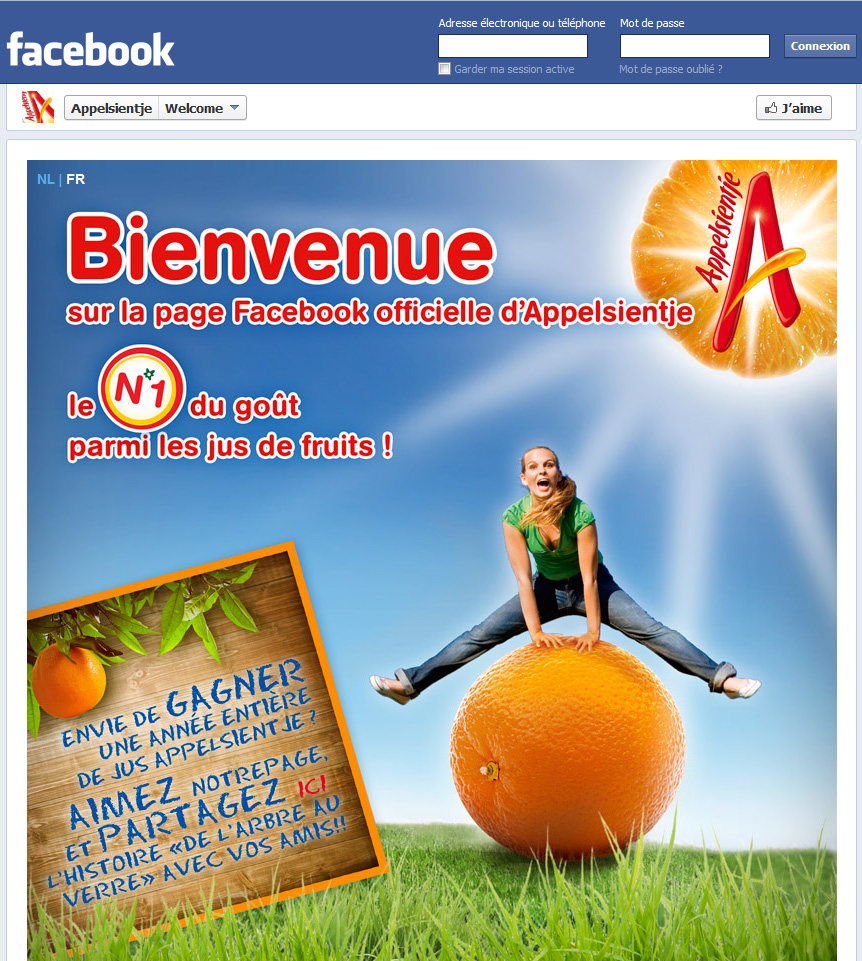 Adresse électronique ou téléphone Mot de passe
facebook
Connexion
Garder ma session active Mot de passe oublié ?
Appelsientje
Appelsientje Welcome
J'aime
NL | FR
Appelsientje
A
Bienvenue
sur la page Facebook officielle d'Appelsientje
le N°1 du goût
parmi les jus de fruits !
ENVIE DE GAGNER
UNE ANNÉE ENTIÈRE
DE JUS APPELSIENTJE ?
AIMEZ NOTREPAGE,
ET PARTAGEZ ICI
L'HISTOIRE «DE L'ARBRE AU
VERRE» AVEC VOS AMIS!!